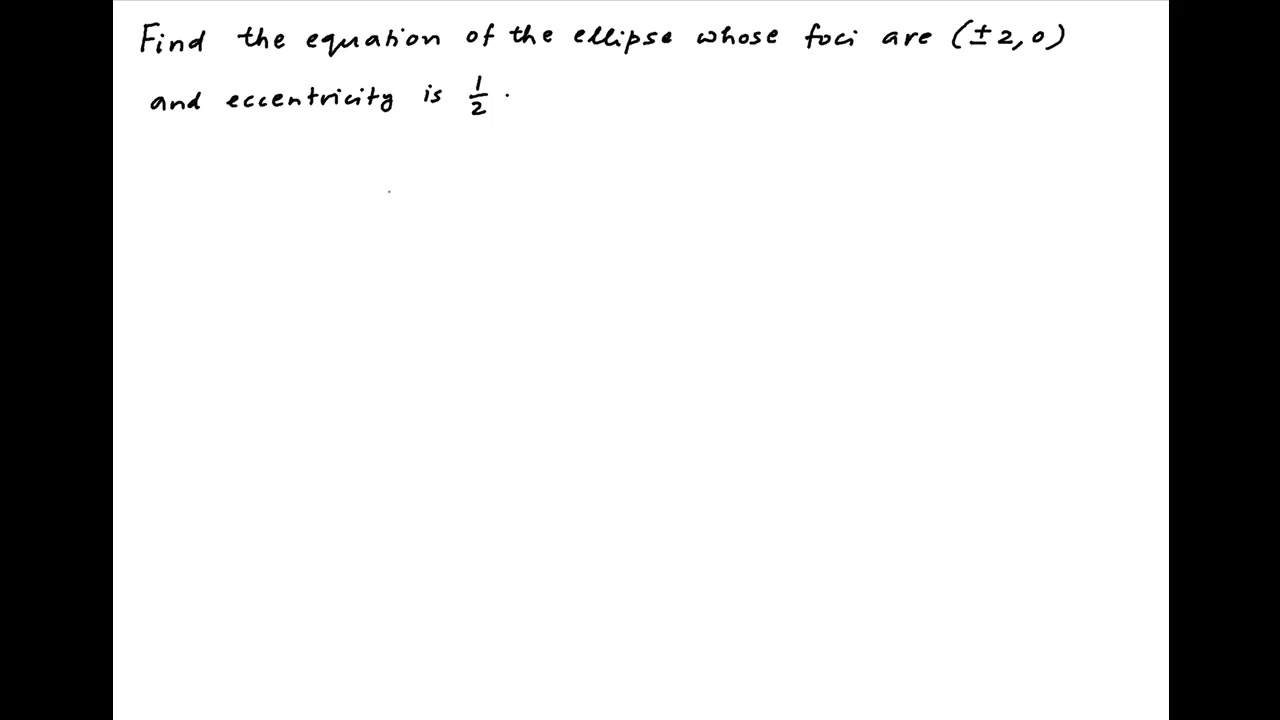 Find the equation of the ellipse whose foci are (±2,0)
and eccentricity is 1/2 .